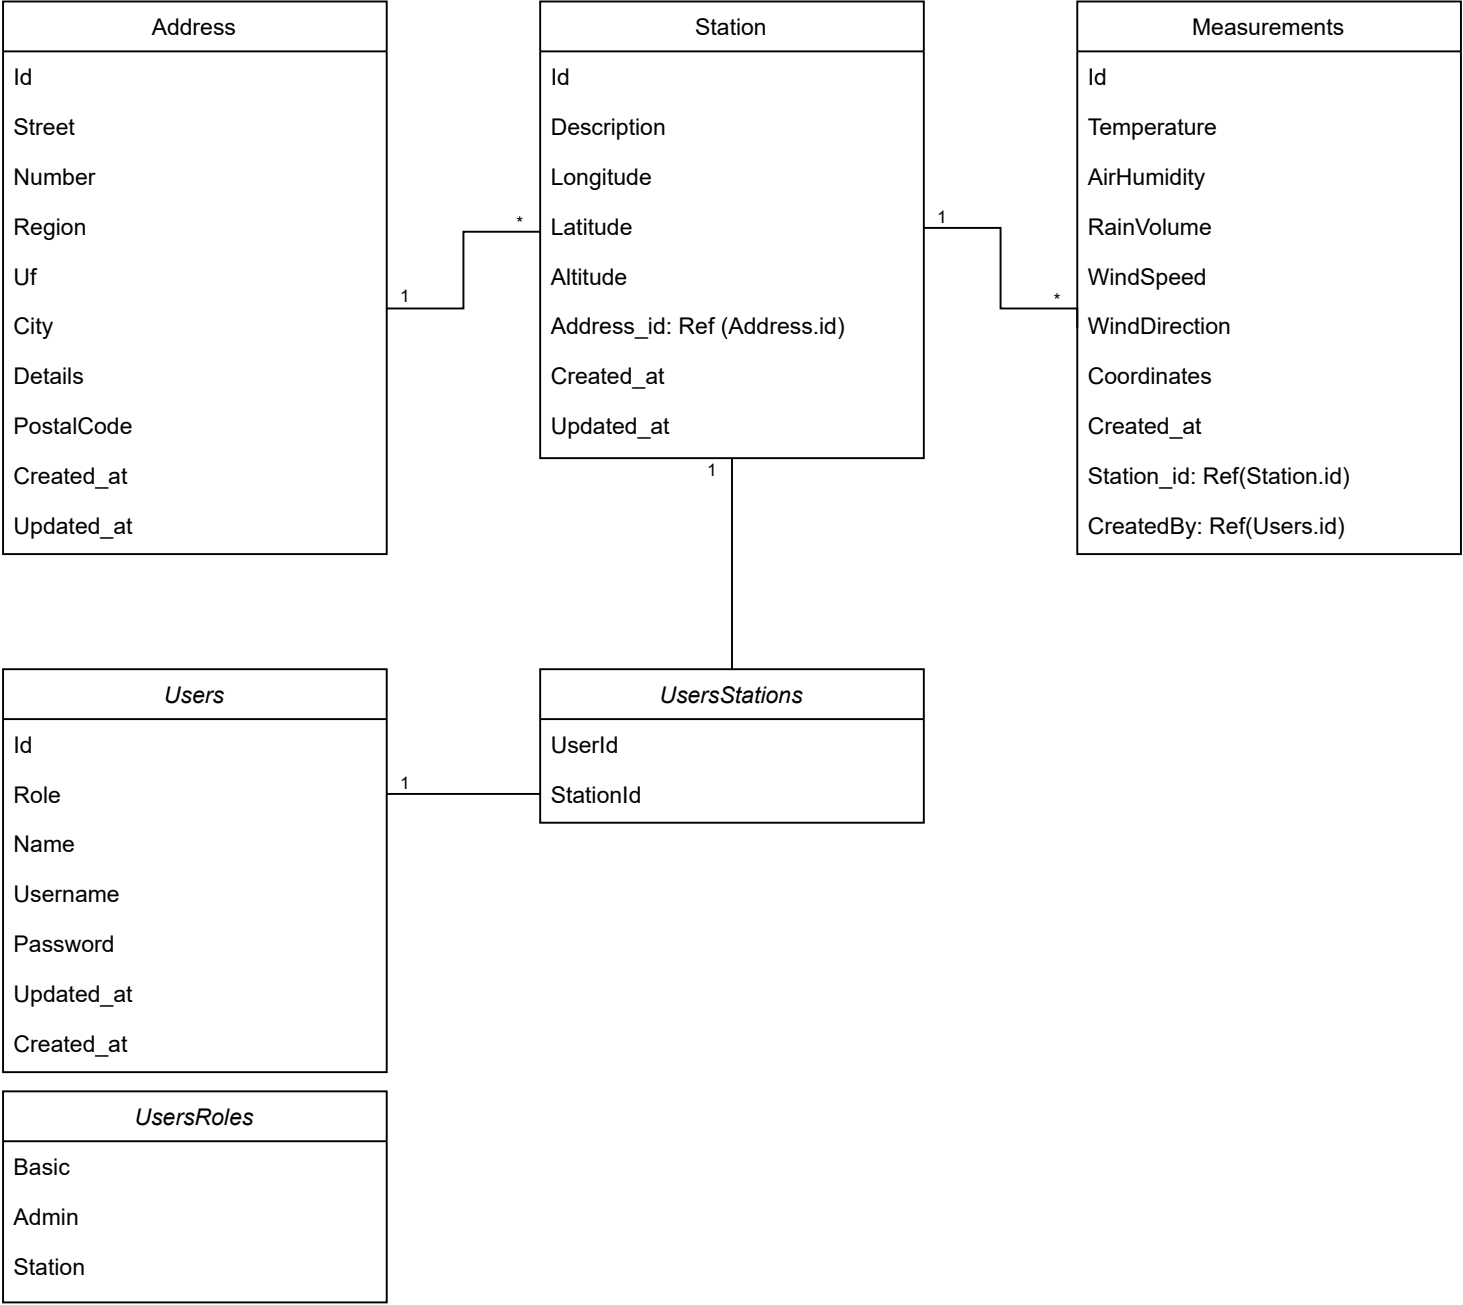 Address
Id
Street
Number
Region
Uf
City
Details
PostalCode
Created_at
Updated_at
1
*
Station
Id
Description
Longitude
Latitude
Altitude
Address_id: Ref (Address.id)
Created_at
Updated_at
1
*
1
Measurements
Id
Temperature
AirHumidity
RainVolume
WindSpeed
WindDirection
Coordinates
Created_at
Station_id: Ref(Station.id)
CreatedBy: Ref(Users.id)
Users
Id
Role
Name
Username
Password
Updated_at
Created_at
1
UsersStations
UserId
StationId
UsersRoles
Basic
Admin
Station